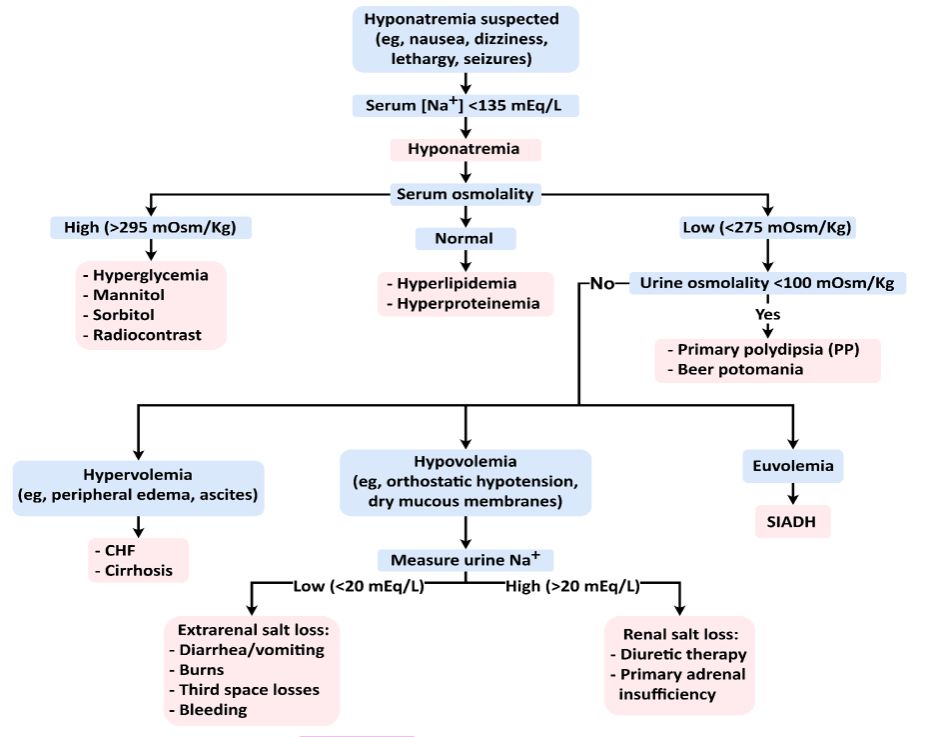 Hyponatremia suspected
(eg, nausea, dizziness,
lethargy, seizures)
Serum [Na+] <135 mEq/L
Hyponatremia
Serum osmolality
High (>295 mOsm/Kg)
Normal
Low (<275 mOsm/Kg)
- Hyperglycemia
- Mannitol
- Sorbitol
- Radiocontrast
- Hyperlipidemia
- Hyperproteinemia
No
Urine osmolality <100 mOsm/Kg
Yes
- Primary polydipsia (PP)
- Beer potomania
Hypervolemia
(eg, peripheral edema, ascites)
Hypovolemia
(eg, orthostatic hypotension,
dry mucous membranes)
Euvolemia
- CHF
- Cirrhosis
SIADH
Measure urine Na+
Low (<20 mEq/L)
High (>20 mEq/L)
Extrarenal salt loss:
- Diarrhea/vomiting
- Burns
- Third space losses
- Bleeding
Renal salt loss:
- Diuretic therapy
- Primary adrenal
insufficiency